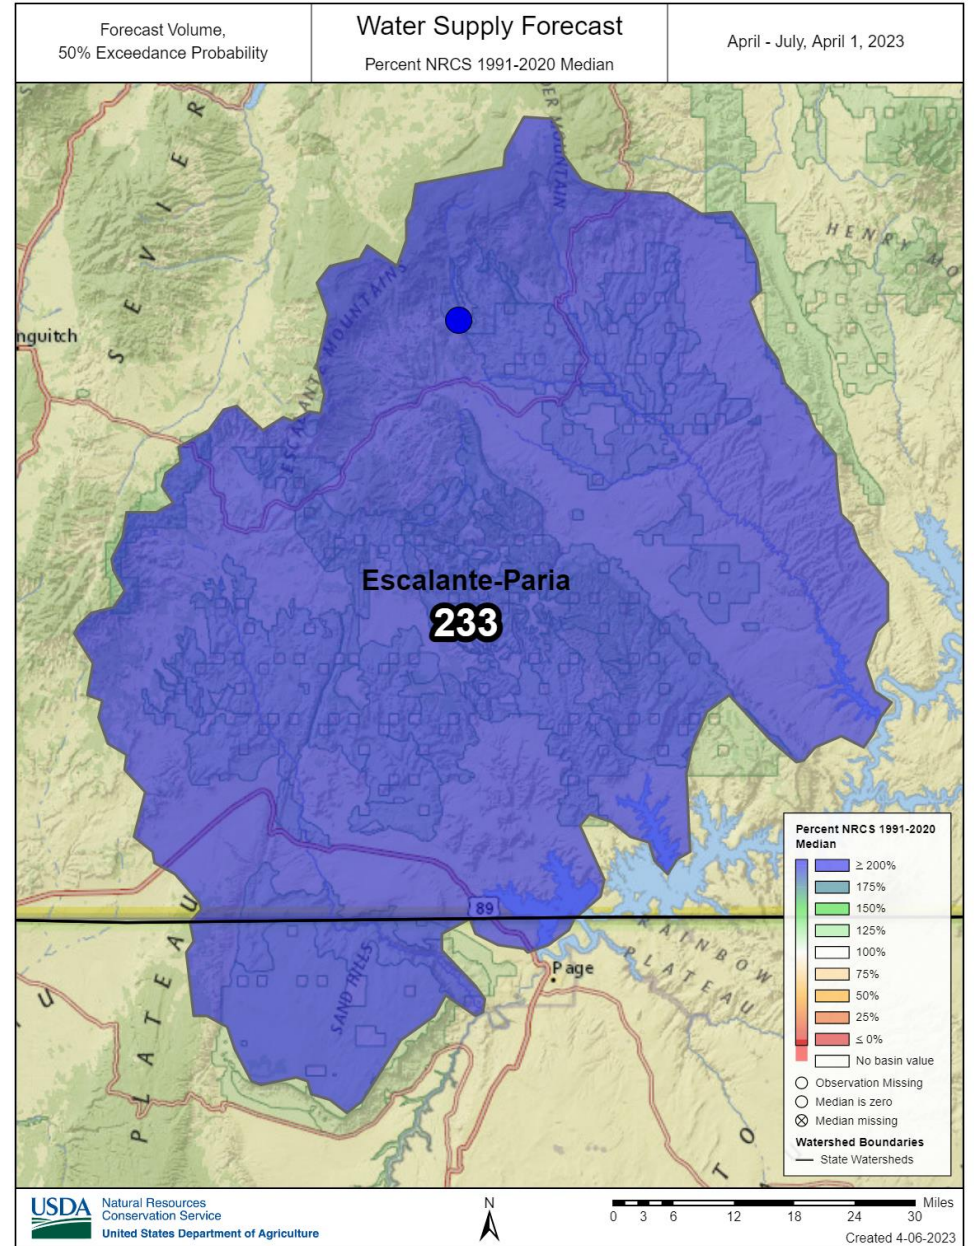 Forecast Volume,
50% Exceedance Probability
Water Supply Forecast
Percent NRCS 1991-2020 Median
April - July, April 1, 2023
SEVIER
MOUNTAIN
HENRY
nguitch
ESCALANTE MOUNTAINS
Escalante-Paria
233
89
Page
SAND HILLS
RAINBOW
PLATEAU
PLATEAU
U
T O
Percent NRCS 1991-2020
Median
≥ 200%
175%
150%
125%
100%
75%
50%
25%
≤ 0%
No basin value
Observation Missing
Median is zero
Median missing
Watershed Boundaries
State Watersheds
USDA
Natural Resources
Conservation Service
United States Department of Agriculture
N
Miles
0 3 6 12 18 24 30
Created 4-06-2023